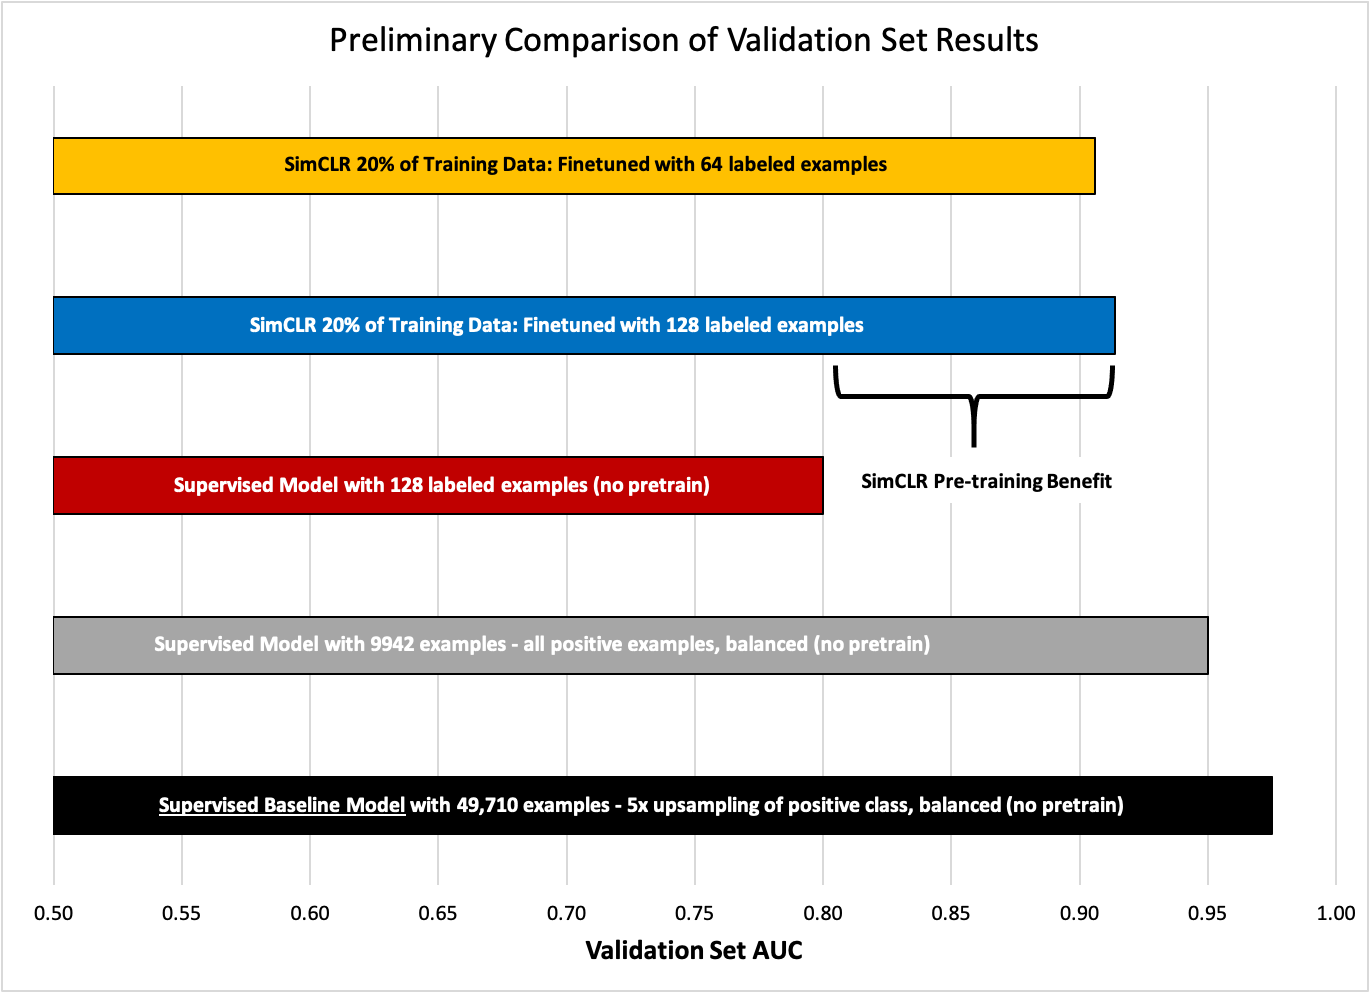 Preliminary Comparison of Validation Set Results
SimCLR 20% of Training Data: Finetuned with 64 labeled examples
SimCLR 20% of Training Data: Finetuned with 128 labeled examples
Supervised Model with 128 labeled examples (no pretrain)
SimCLR Pre-training Benefit
Supervised Model with 9942 examples - all positive examples, balanced (no pretrain)
Supervised Baseline Model with 49,710 examples - 5x upsampling of positive class, balanced (no pretrain)
0.50 0.55 0.60 0.65 0.70 0.75 0.80 0.85 0.90 0.95 1.00
Validation Set AUC